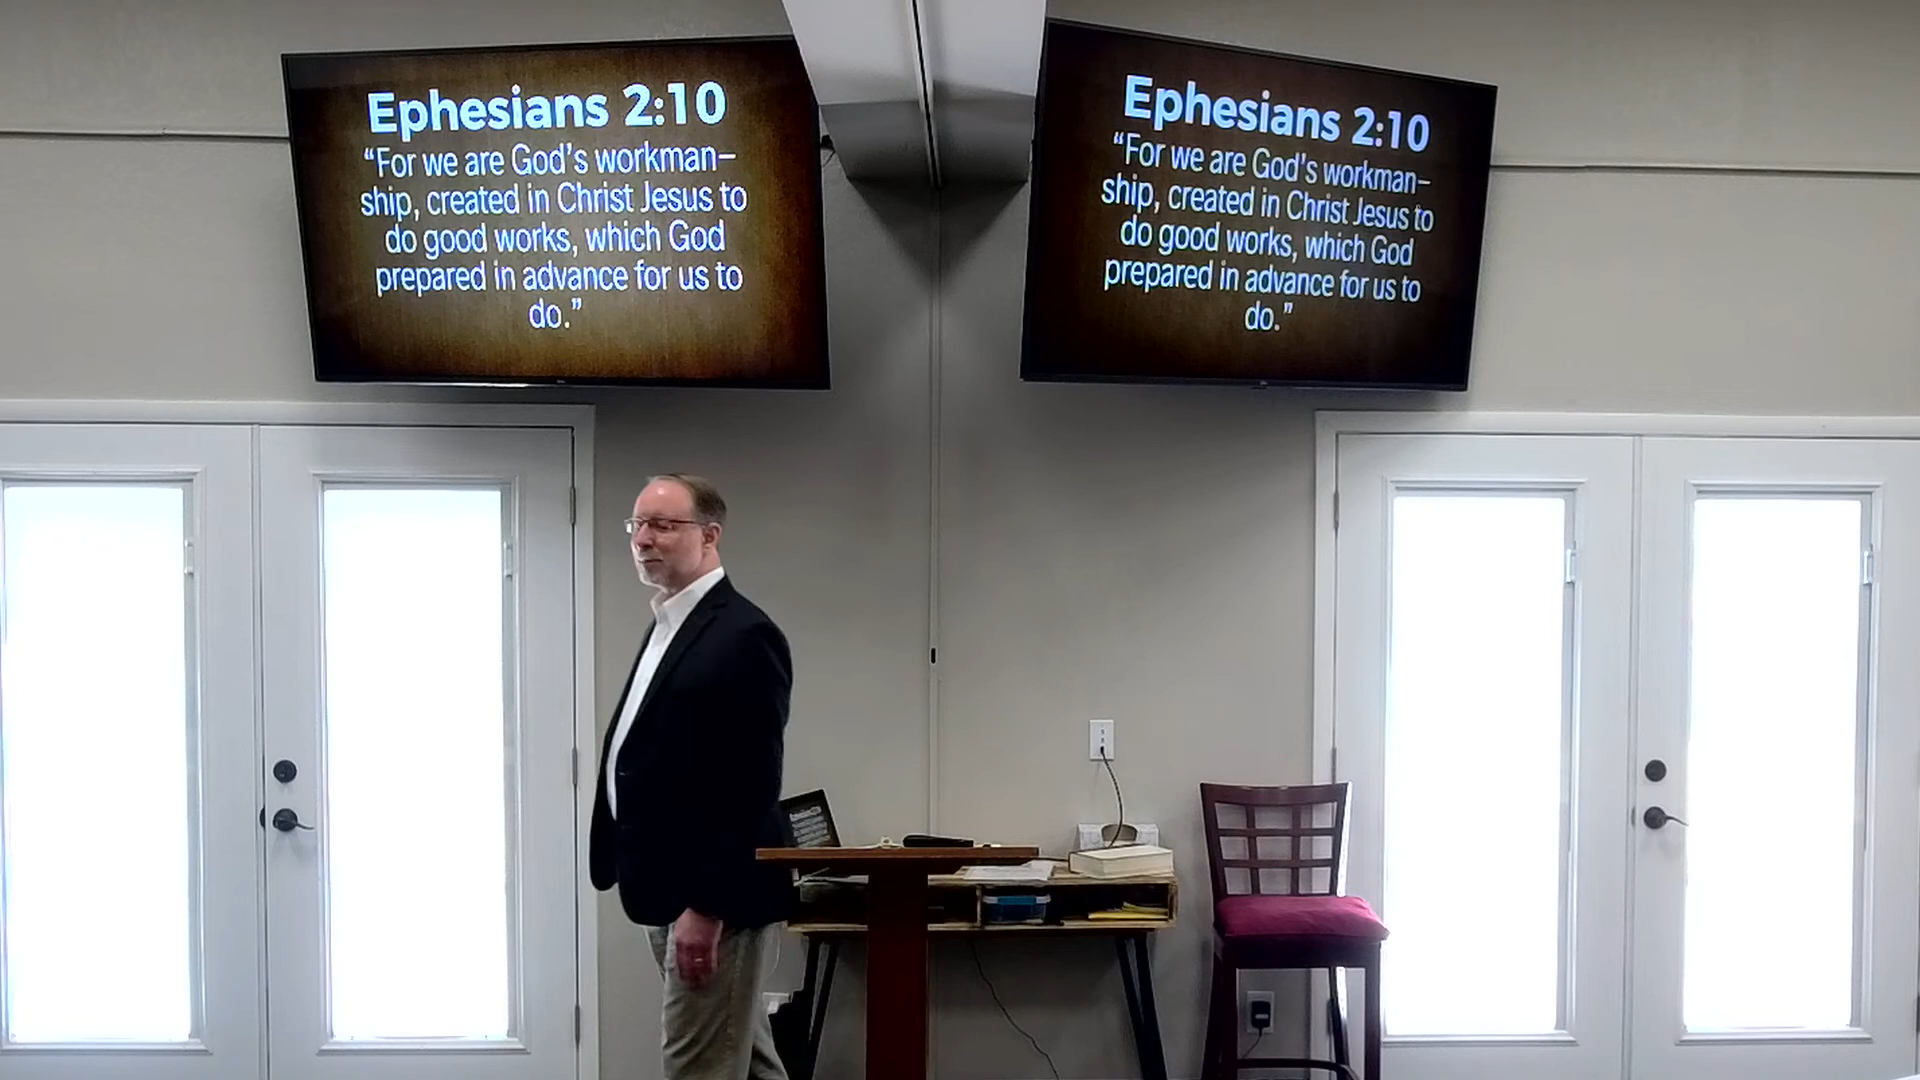 Ephesians 2:10
“For we are God’s workman–
ship, created in Christ Jesus to
do good works, which God
prepared in advance for us to
do.”
Ephesians 2:10
“For we are God’s workman–
ship, created in Christ Jesus to
do good works, which God
prepared in advance for us to
do.”